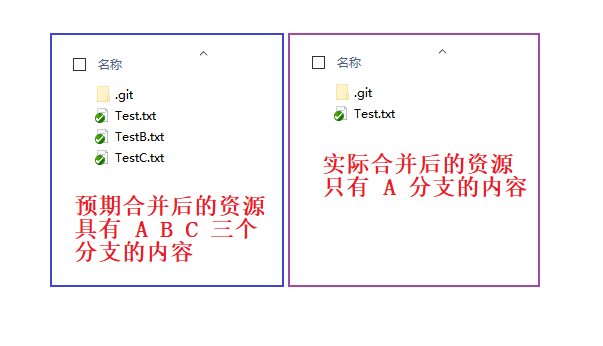 名称
.git
Test.txt
TestB.txt
TestC.txt
预期合并后的资源
具有 A B C 三个
分支的内容
名称
.git
Test.txt
实际合并后的资源
只有 A 分支的内容